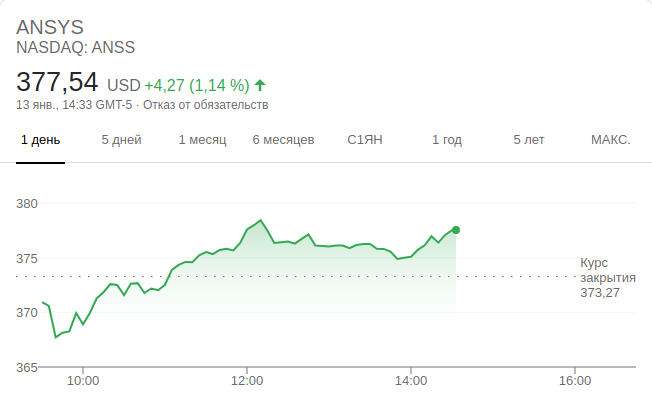 ANSYS
NASDAQ: ANSS
377,54 USD +4,27 (1,14 %)
13 янв., 14:33 GMT-5 · Отказ от обязательств
1 день 5 дней 1 месяц 6 месяцев С1ЯН 1 год 5 лет МАКС.
380
375
370
365
Курс
закрытия
373,27
10:00 12:00 14:00 16:00